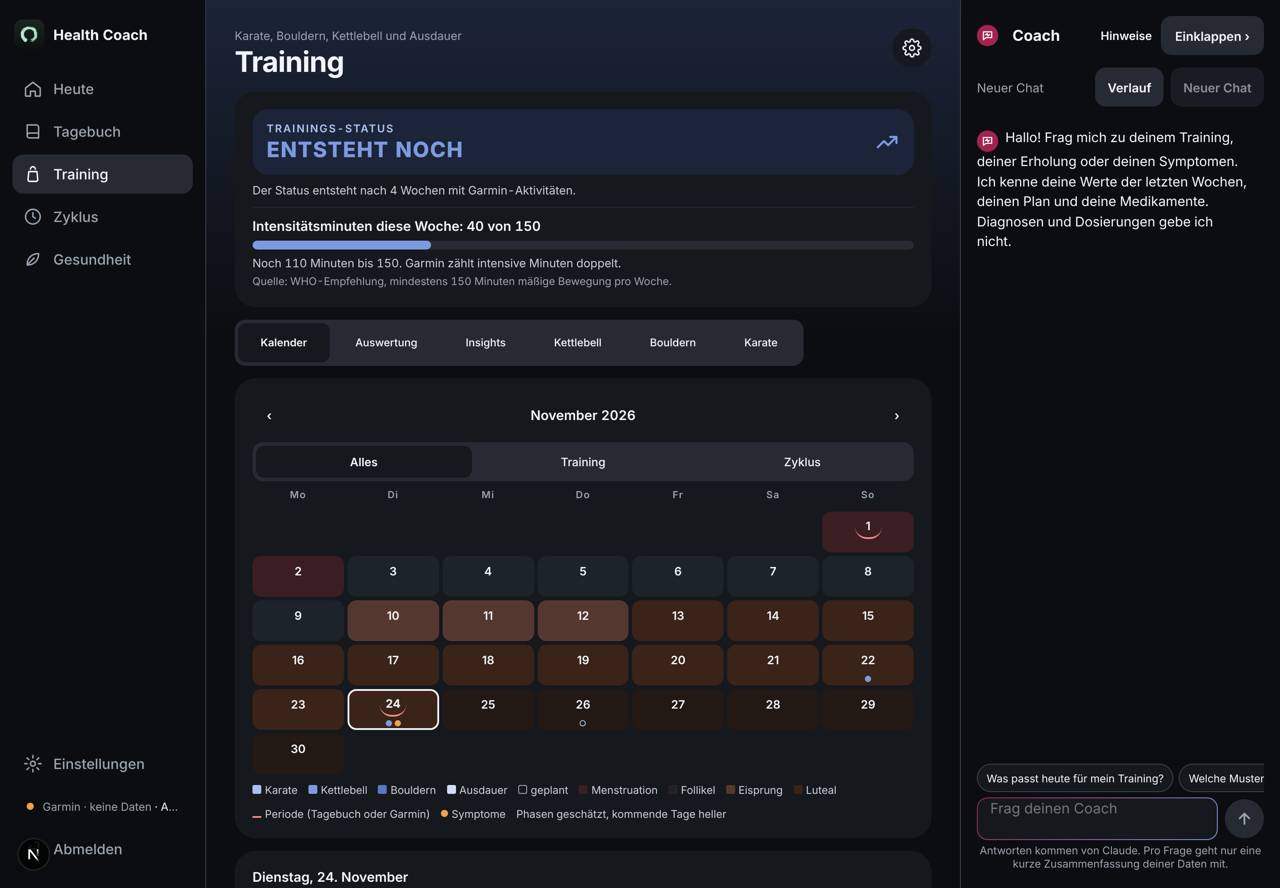 Health Coach
Heute
Tagebuch
Training
Zyklus
Gesundheit
Einstellungen
Garmin · keine Daten · A...
N
Abmelden
Karate, Bouldern, Kettlebell und Ausdauer
Training
TRAININGS-STATUS
ENTSTEHT NOCH
Der Status entsteht nach 4 Wochen mit Garmin-Aktivitäten.
Intensitätsminuten diese Woche: 40 von 150
Noch 110 Minuten bis 150. Garmin zählt intensive Minuten doppelt.
Quelle: WHO-Empfehlung, mindestens 150 Minuten mäßige Bewegung pro Woche.
Kalender Auswertung Insights Kettlebell Bouldern Karate
‹ November 2026 ›
Alles Training Zyklus
Mo Di Mi Do Fr Sa So
1
2 3 4 5 6 7 8
9 10 11 12 13 14 15
16 17 18 19 20 21 22
23 24 25 26 27 28 29
30
Karate Kettlebell Bouldern Ausdauer geplant Menstruation Follikel Eisprung Luteal
Periode (Tagebuch oder Garmin) Symptome Phasen geschätzt, kommende Tage heller
Dienstag, 24. November
Coach Hinweise Einklappen ›
Neuer Chat Verlauf Neuer Chat
Hallo! Frag mich zu deinem Training,
deiner Erholung oder deinen Symptomen.
Ich kenne deine Werte der letzten Wochen,
deinen Plan und deine Medikamente.
Diagnosen und Dosierungen gebe ich
nicht.
Was passt heute für mein Training? Welche Muster
Frag deinen Coach
Antworten kommen von Claude. Pro Frage geht nur eine
kurze Zusammenfassung deiner Daten mit.